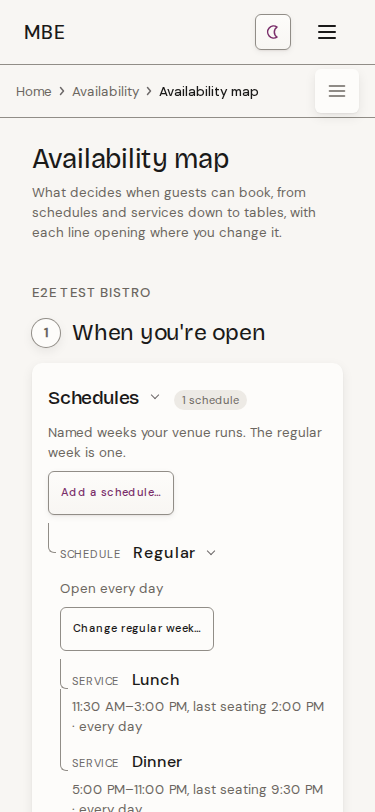 MBE
Home > Availability > Availability map
Availability map
What decides when guests can book, from
schedules and services down to tables, with
each line opening where you change it.
E2E TEST BISTRO
1 When you're open
Schedules 1 schedule
Named weeks your venue runs. The regular
week is one.
Add a schedule…
SCHEDULE Regular
Open every day
Change regular week…
SERVICE Lunch
11:30 AM–3:00 PM, last seating 2:00 PM
· every day
SERVICE Dinner
5:00 PM–11:00 PM, last seating 9:30 PM
· every day